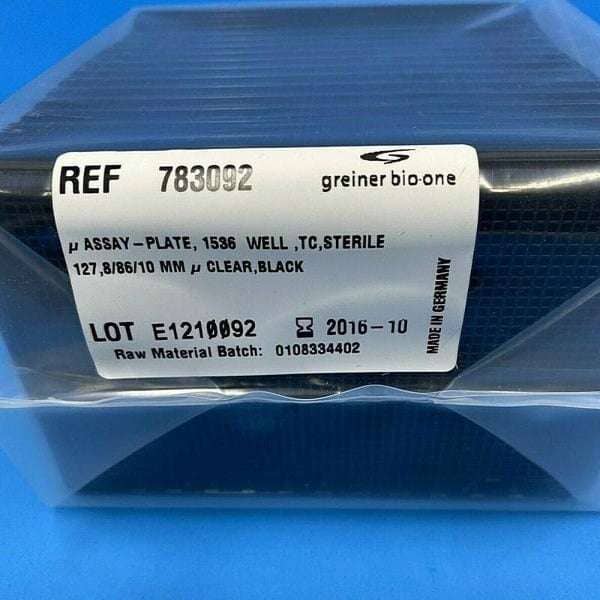 REF 783092
greiner bio-one
µ ASSAY-PLATE, 1536 WELL ,TC,STERILE
127,8/86/10 MM µ CLEAR,BLACK
LOT E1210092 2016-10
Raw Material Batch: 0108334402
MADE IN GERMANY